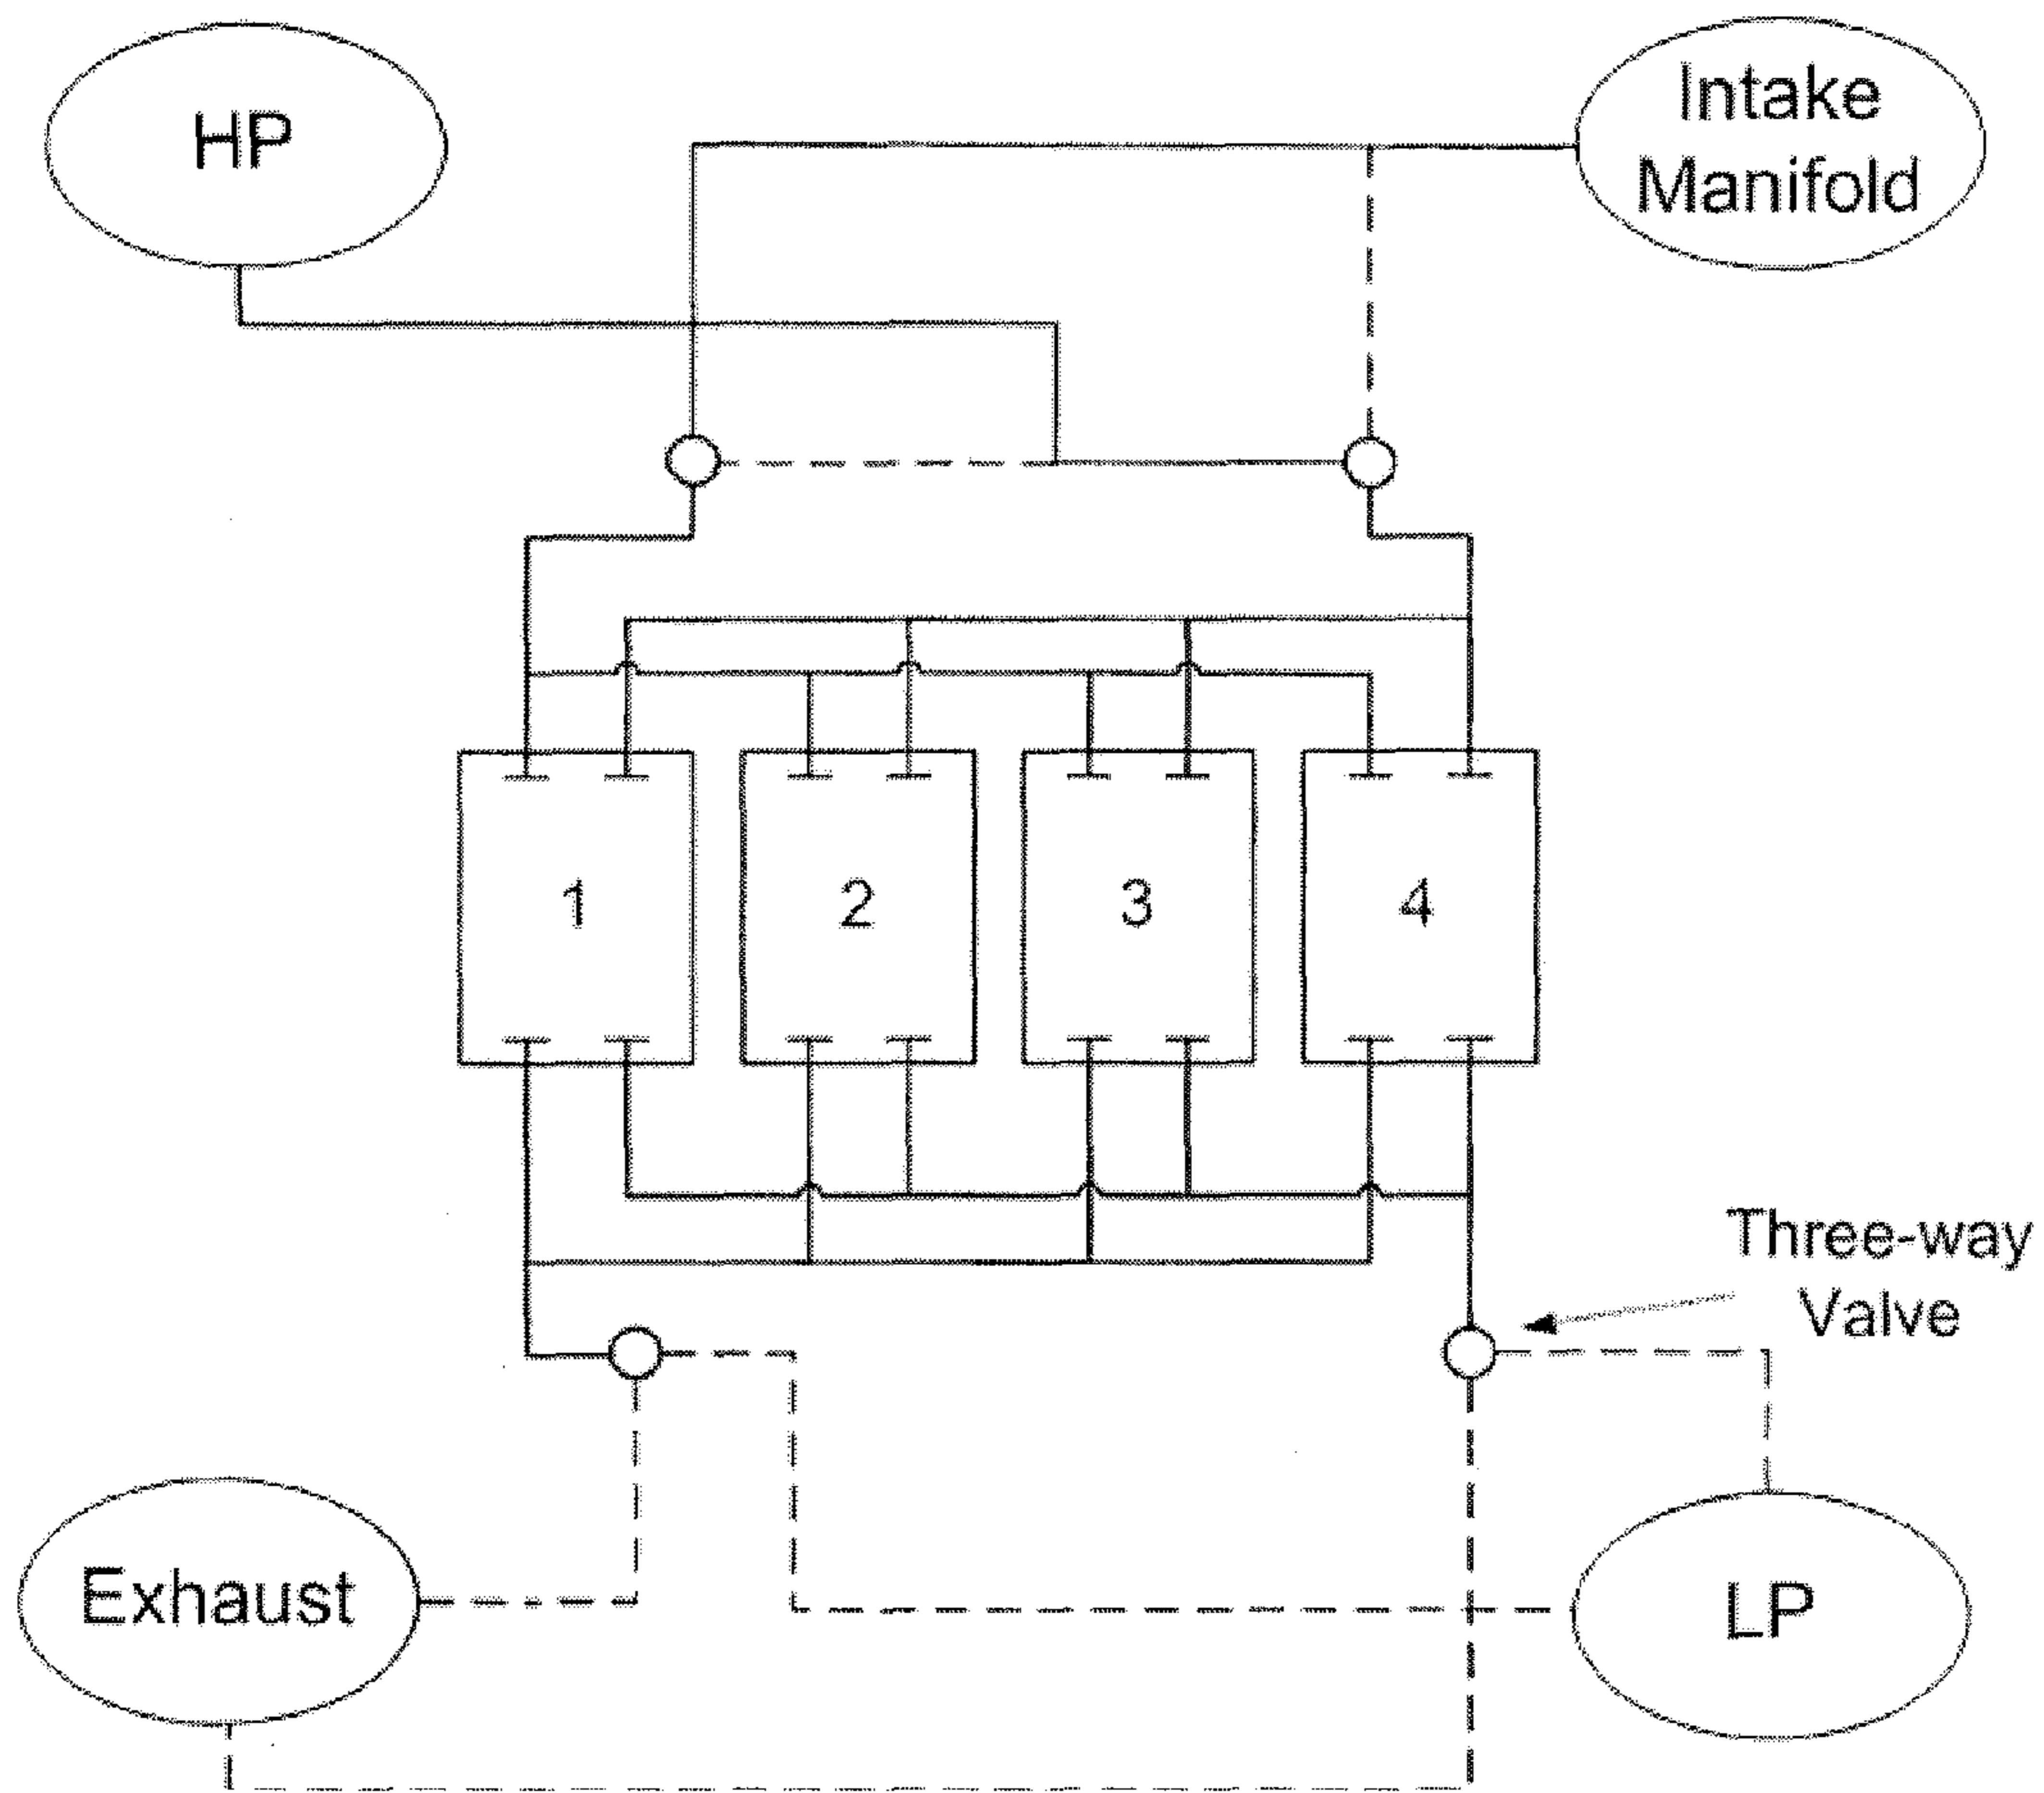 HP
Intake
Manifold
1
2
3
4
Three-way
Valve
Exhaust
LP